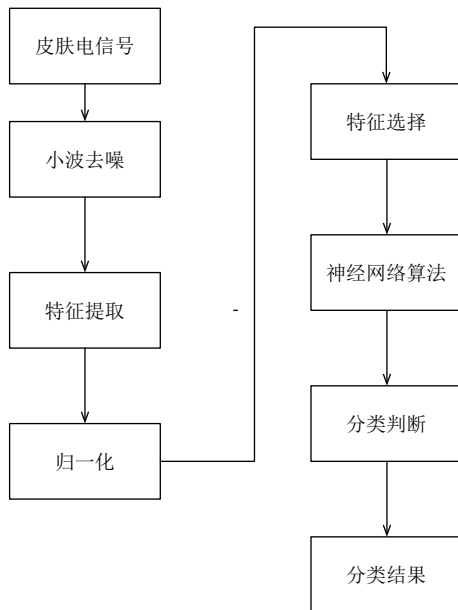 皮肤电信号
小波去噪
特征提取
归一化
特征选择
神经网络算法
分类判断
分类结果